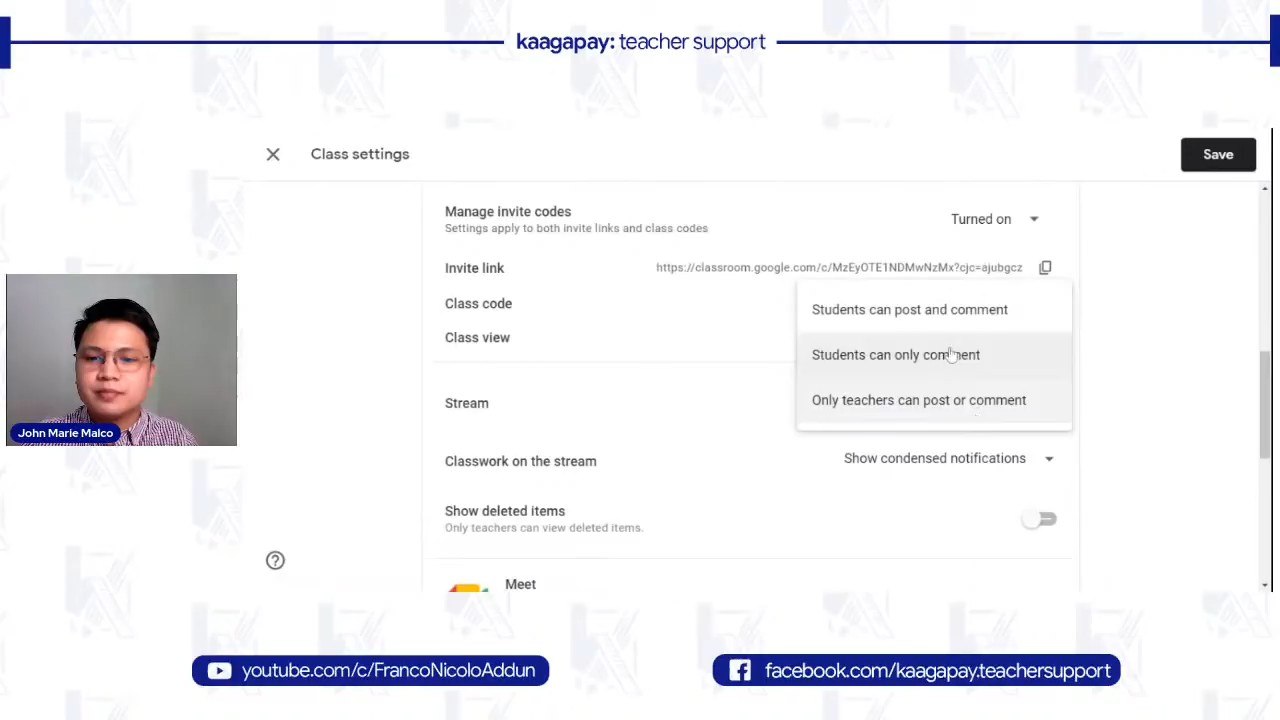 kaagapay: teacher support
Class settings
Save
Manage invite codes
Settings apply to both invite links and class codes
Turned on
Invite link
https://classroom.google.com/c/MzEyOTE1NDMwNzMx?cjc=ajubgcz
Class code
Class view
Students can post and comment
Students can only comment
Only teachers can post or comment
Stream
Classwork on the stream
Show condensed notifications
Show deleted items
Only teachers can view deleted items.
Meet
John Marie Malco
youtube.com/c/FrancoNicoloAddun
facebook.com/kaagapay.teachersupport